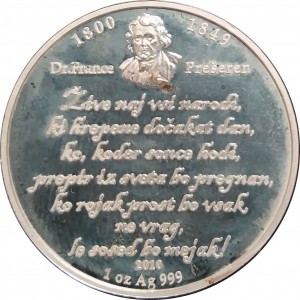 1800 1849
Dr. France Prešeren
Žive naj vsi narodi,
ki hrepene dočakat dan,
ko, koder sonce hodi,
prepir iz sveta bo pregnan,
ko rojak prost bo vsak,
ne vrag,
le sosed bo mejak!
2010
1 oz Ag 999